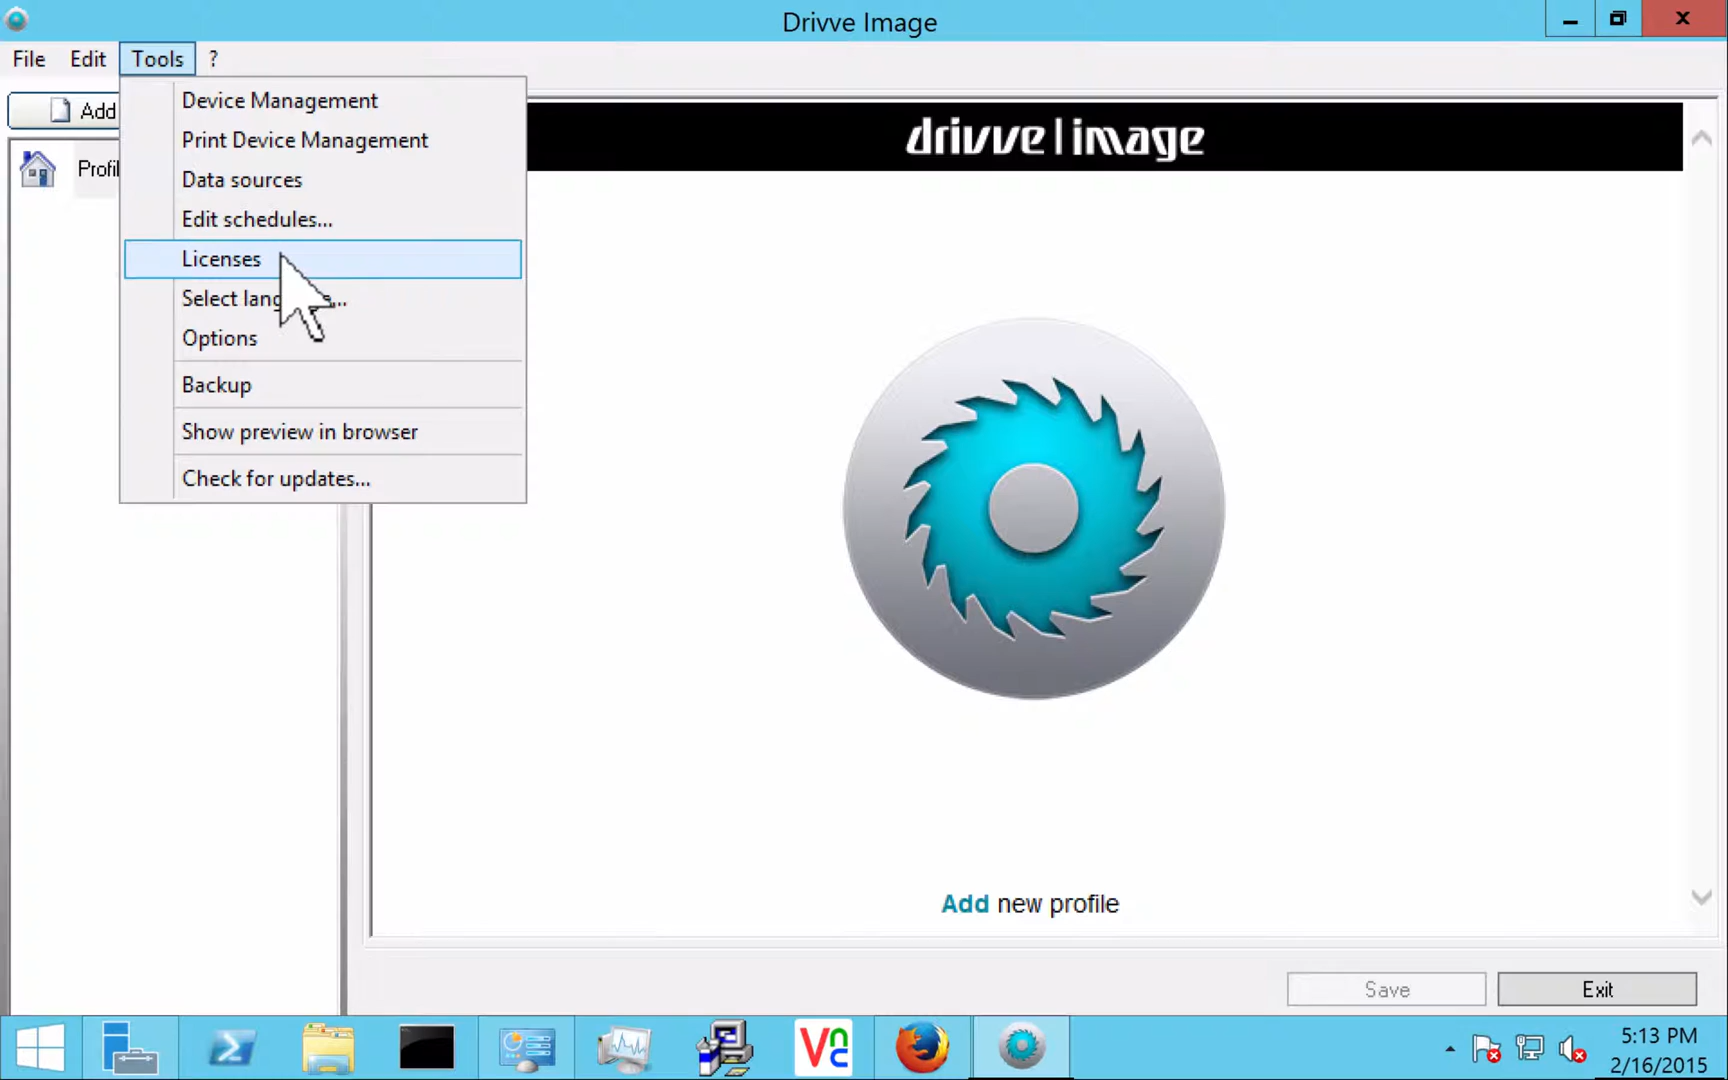 Drivve Image
File Edit Tools ?
Add
Profil
Device Management
Print Device Management
Data sources
Edit schedules...
Licenses
Select lang...
Options
Backup
Show preview in browser
Check for updates...
drivve|image
Add new profile
Save Exit
VNC
5:13 PM
2/16/2015